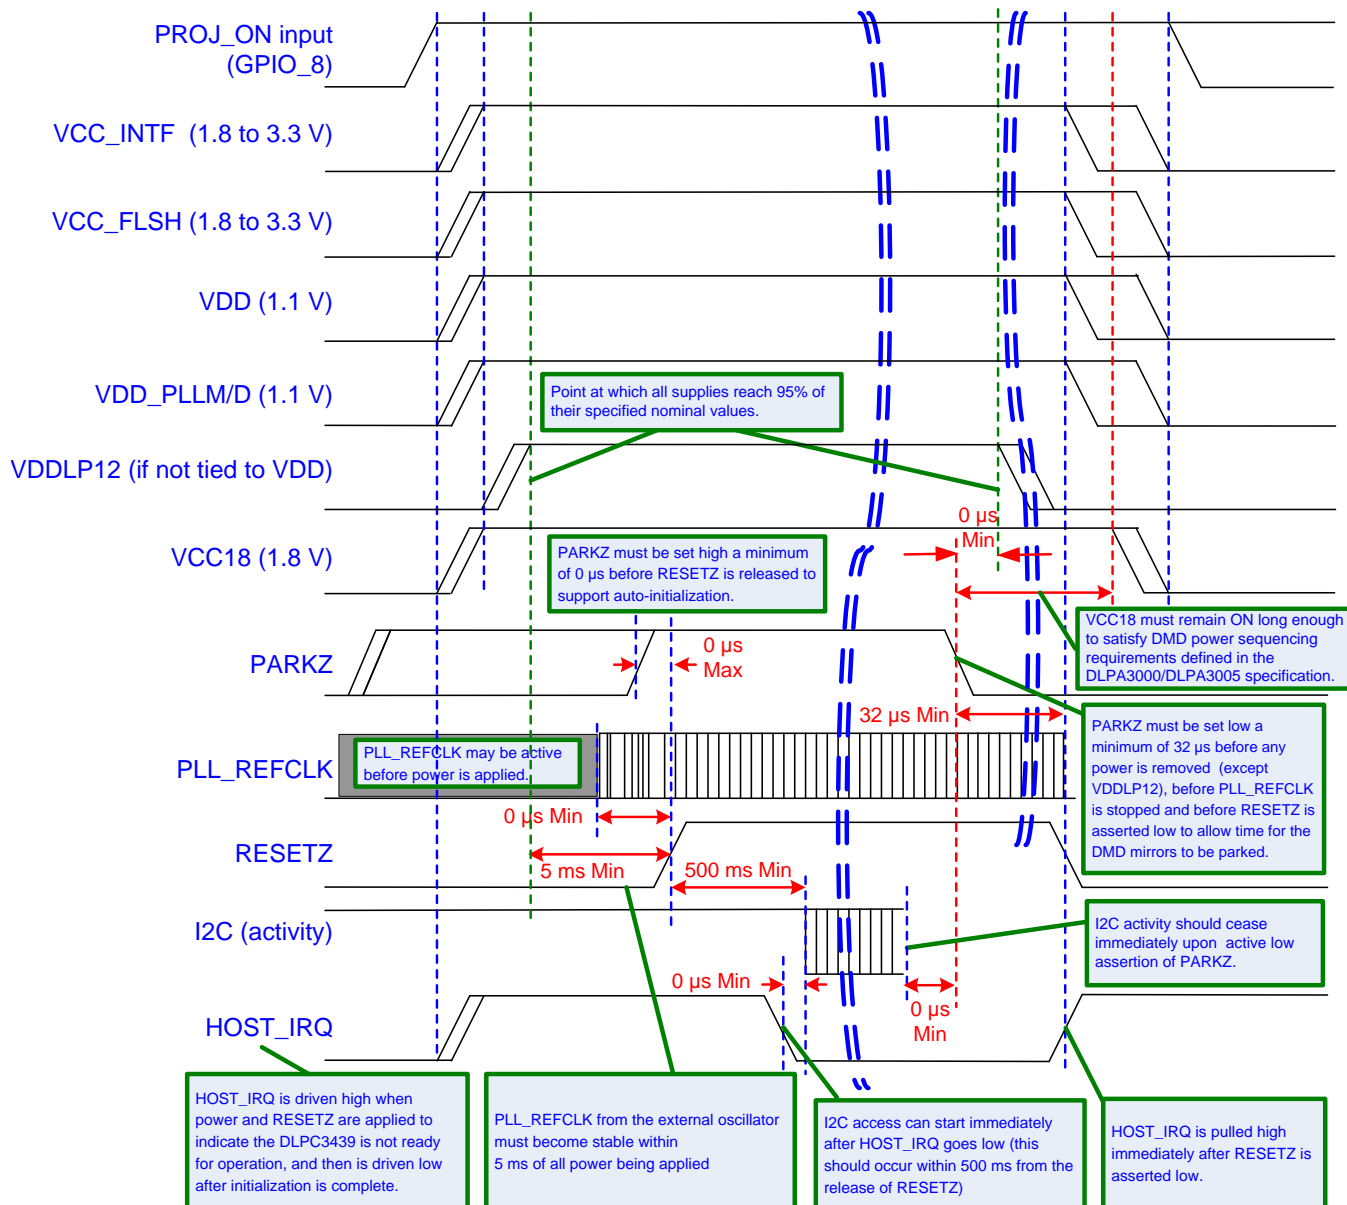 PROJ_ON input
(GPIO_8)
VCC_INTF (1.8 to 3.3 V)
VCC_FLSH (1.8 to 3.3 V)
VDD (1.1 V)
VDD_PLLM/D (1.1 V)
Point at which all supplies reach 95% of
their specified nominal values.
VDDLP12 (if not tied to VDD)
0 µs
Min
VCC18 (1.8 V)
PARKZ must be set high a minimum
of 0 µs before RESETZ is released to
support auto-initialization.
VCC18 must remain ON long enough
to satisfy DMD power sequencing
requirements defined in the
DLPA3000/DLPA3005 specification.
PARKZ
0 µs
Max
32 µs Min
PARKZ must be set low a
minimum of 32 µs before any
power is removed (except
VDDLP12), before PLL_REFCLK
is stopped and before RESETZ is
asserted low to allow time for the
DMD mirrors to be parked.
PLL_REFCLK
PLL_REFCLK may be active
before power is applied.
0 µs Min
RESETZ
5 ms Min
500 ms Min
I2C (activity)
I2C activity should cease
immediately upon active low
assertion of PARKZ.
0 µs Min
0 µs
Min
HOST_IRQ
HOST_IRQ is driven high when
power and RESETZ are applied to
indicate the DLPC3439 is not ready
for operation, and then is driven low
after initialization is complete.
PLL_REFCLK from the external oscillator
must become stable within
5 ms of all power being applied
I2C access can start immediately
after HOST_IRQ goes low (this
should occur within 500 ms from the
release of RESETZ)
HOST_IRQ is pulled high
immediately after RESETZ is
asserted low.